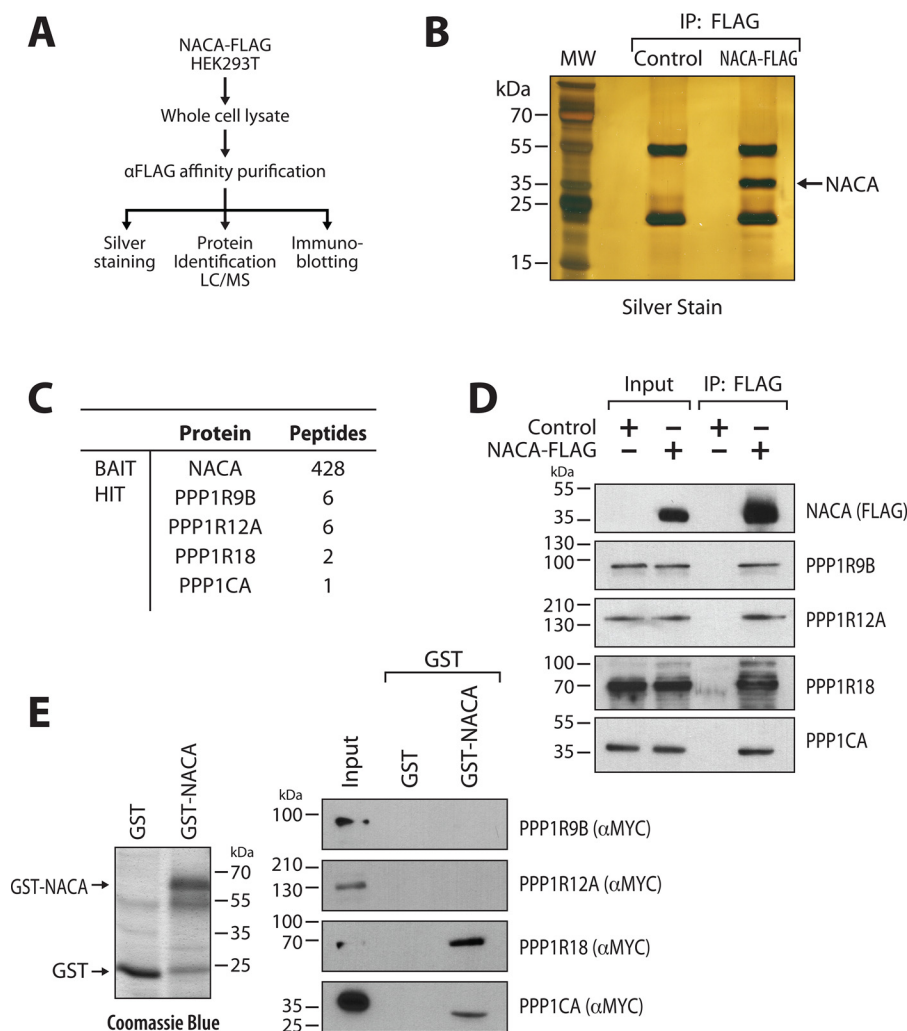 A
NACA-FLAG
HEK293T
Whole cell lysate
αFLAG affinity purification
Silver
staining
Protein
Identification
LC/MS
Immuno-
blotting
B
IP: FLAG
MW
Control
NACA-FLAG
kDa
70
55
35
25
15
NACA
Silver Stain
C
Protein Peptides
BAIT NACA 428
HIT PPP1R9B 6
PPP1R12A 6
PPP1R18 2
PPP1CA 1
D
Input IP: FLAG
Control + − + −
NACA-FLAG − + − +
kDa
55
35
NACA (FLAG)
130
100
PPP1R9B
210
130
PPP1R12A
100
70
PPP1R18
55
35
PPP1CA
E
GST
GST-NACA
kDa
70
55
35
25
GST-NACA
GST
Coomassie Blue
GST
Input
GST
GST-NACA
kDa
100
PPP1R9B (αMYC)
210
130
PPP1R12A (αMYC)
100
70
PPP1R18 (αMYC)
35
25
PPP1CA (αMYC)